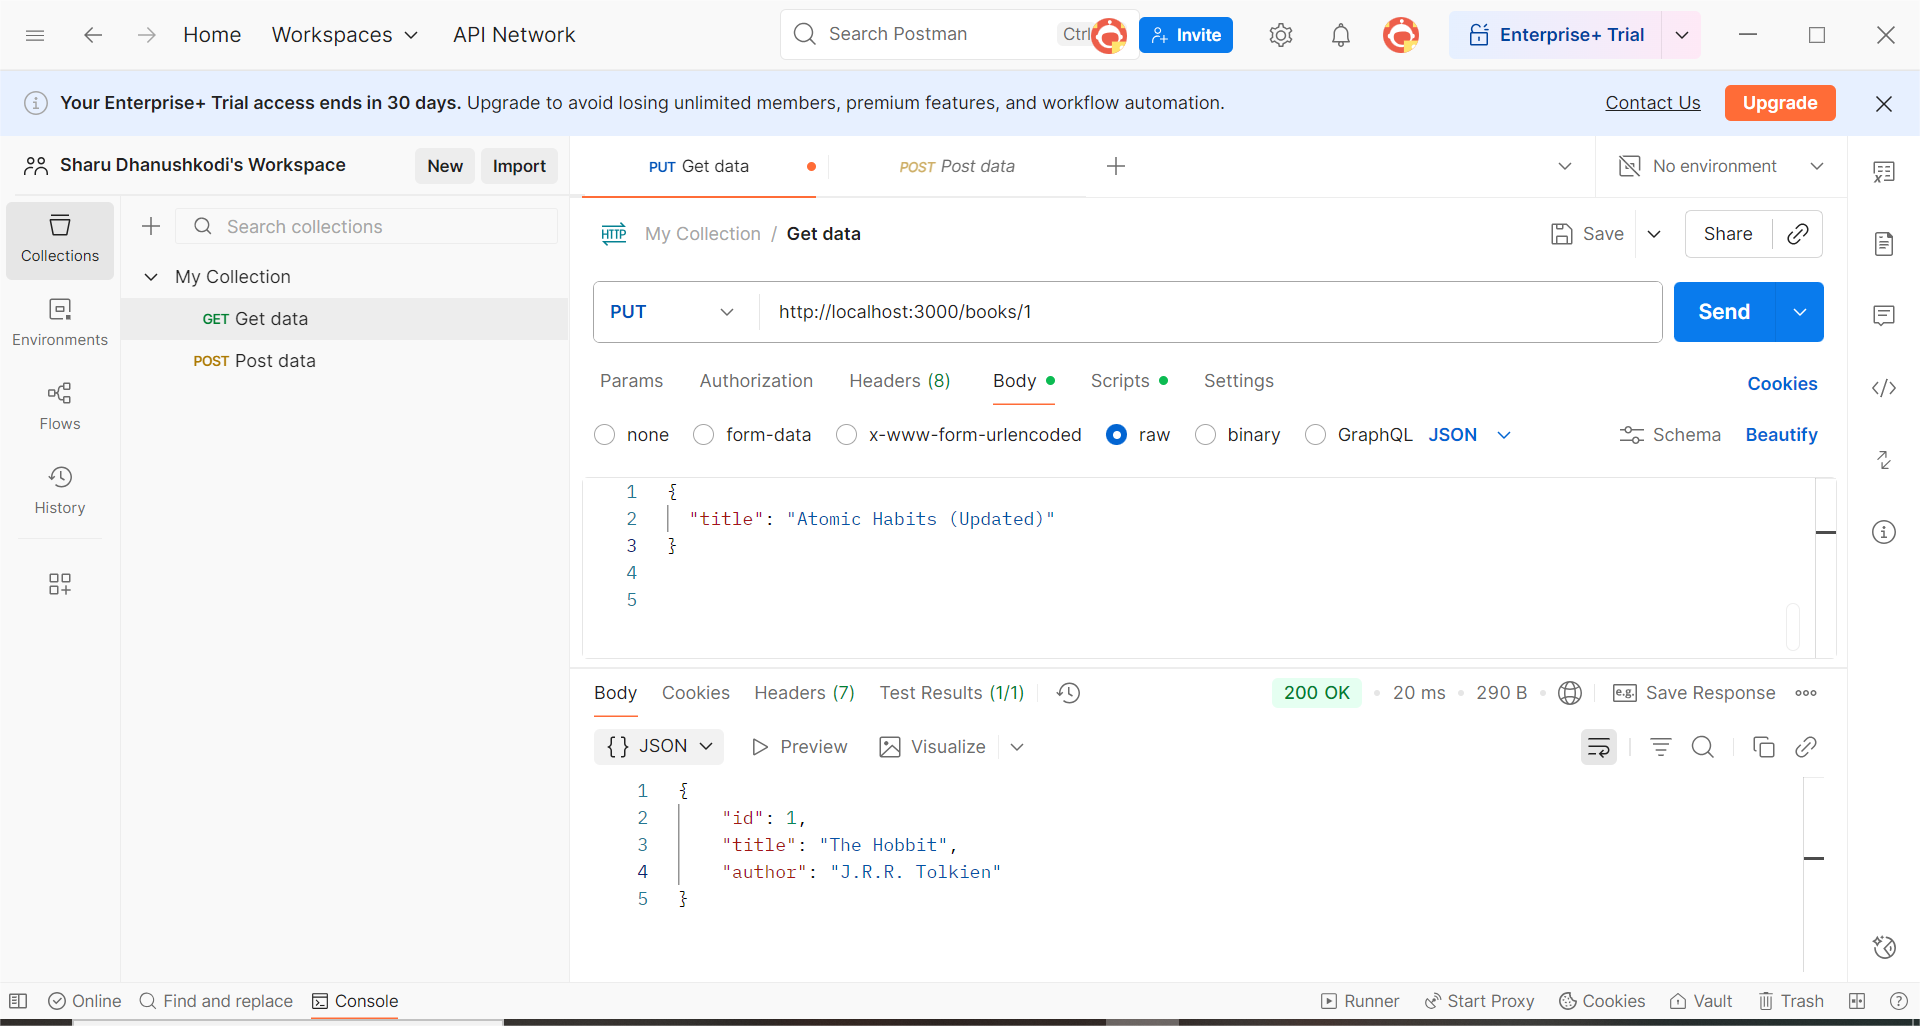 Home Workspaces API Network Search Postman Ctrl Invite Enterprise+ Trial
Your Enterprise+ Trial access ends in 30 days. Upgrade to avoid losing unlimited members, premium features, and workflow automation. Contact Us Upgrade
Sharu Dhanushkodi's Workspace New Import
PUT Get data POST Post data No environment
Collections
Environments
Flows
History
Search collections
My Collection
GET Get data
POST Post data
HTTP My Collection / Get data Save Share
PUT http://localhost:3000/books/1 Send
Params Authorization Headers (8) Body Scripts Settings Cookies
none form-data x-www-form-urlencoded raw binary GraphQL JSON Schema Beautify
1 {
2 "title": "Atomic Habits (Updated)"
3 }
4
5
Body Cookies Headers (7) Test Results (1/1) 200 OK 20 ms 290 B e.g. Save Response
{} JSON Preview Visualize
1 {
2 "id": 1,
3 "title": "The Hobbit",
4 "author": "J.R.R. Tolkien"
5 }
Online Find and replace Console Runner Start Proxy Cookies Vault Trash